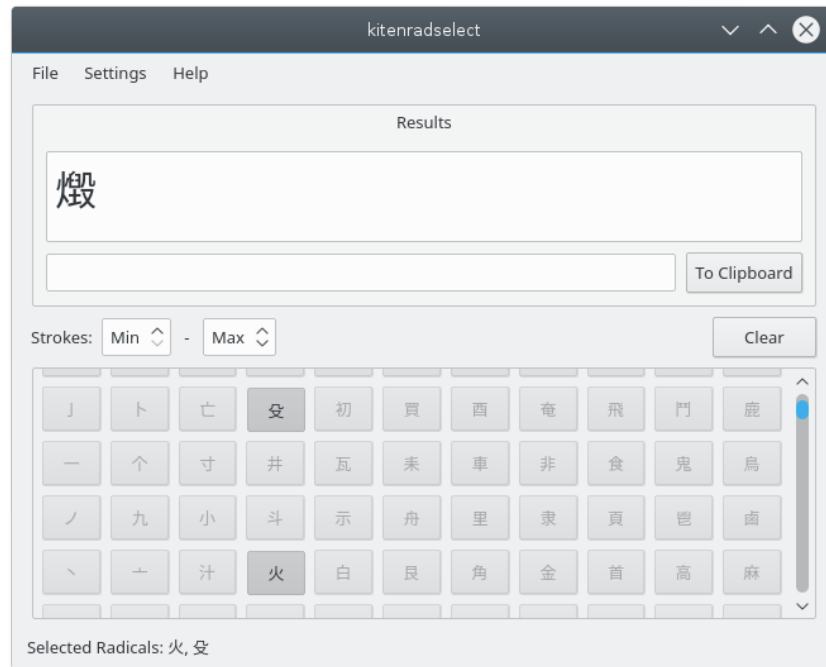 kitenradselect
File Settings Help
Results
燬
To Clipboard
Strokes: Min - Max Clear
亅 ト 亡 殳 初 買 酉 奄 飛 鬥 鹿
一 个 寸 井 瓦 耒 車 非 食 鬼 鳥
ノ 九 小 斗 示 舟 里 隶 頁 鬯 鹵
丶 亠 汁 火 白 艮 角 金 首 高 麻
Selected Radicals: 火, 殳